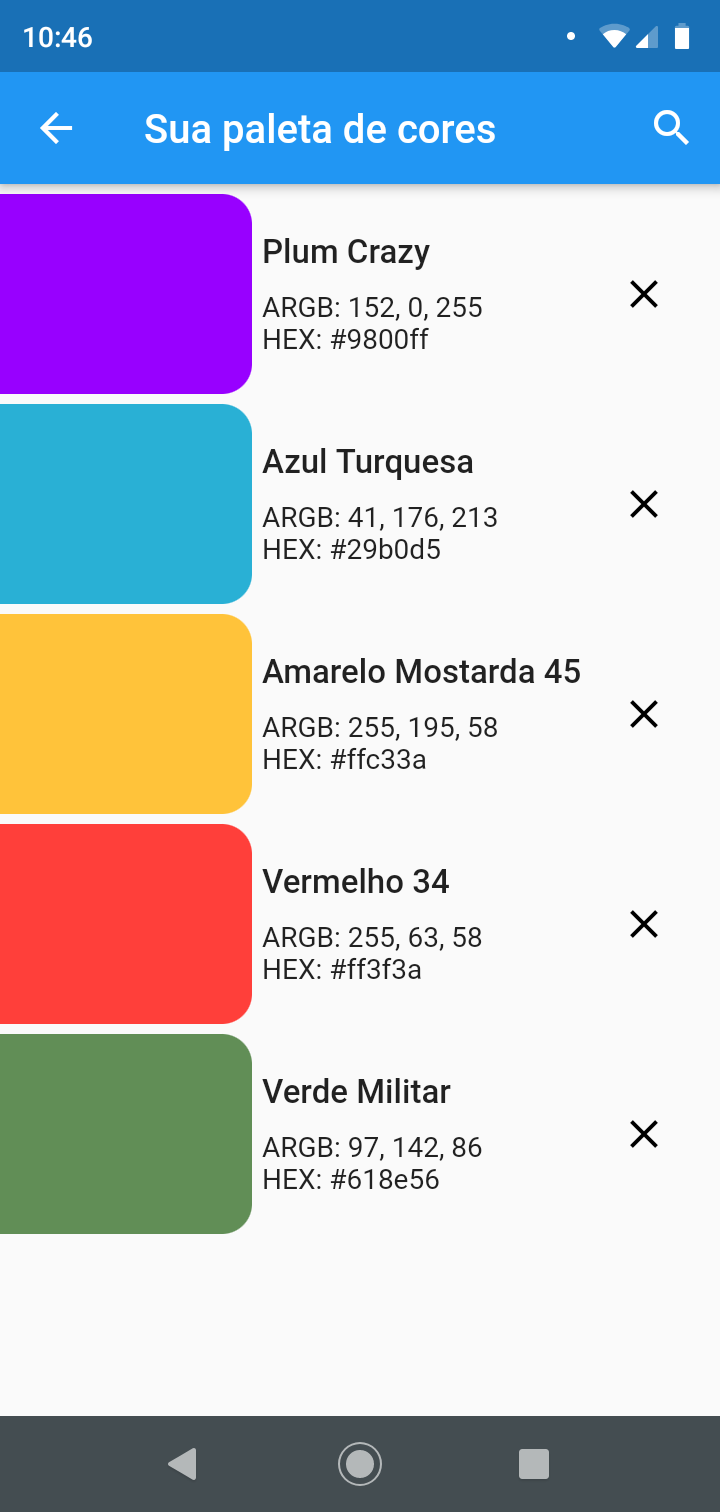 10:46
Sua paleta de cores
Plum Crazy
ARGB: 152, 0, 255
HEX: #9800ff
Azul Turquesa
ARGB: 41, 176, 213
HEX: #29b0d5
Amarelo Mostarda 45
ARGB: 255, 195, 58
HEX: #ffc33a
Vermelho 34
ARGB: 255, 63, 58
HEX: #ff3f3a
Verde Militar
ARGB: 97, 142, 86
HEX: #618e56